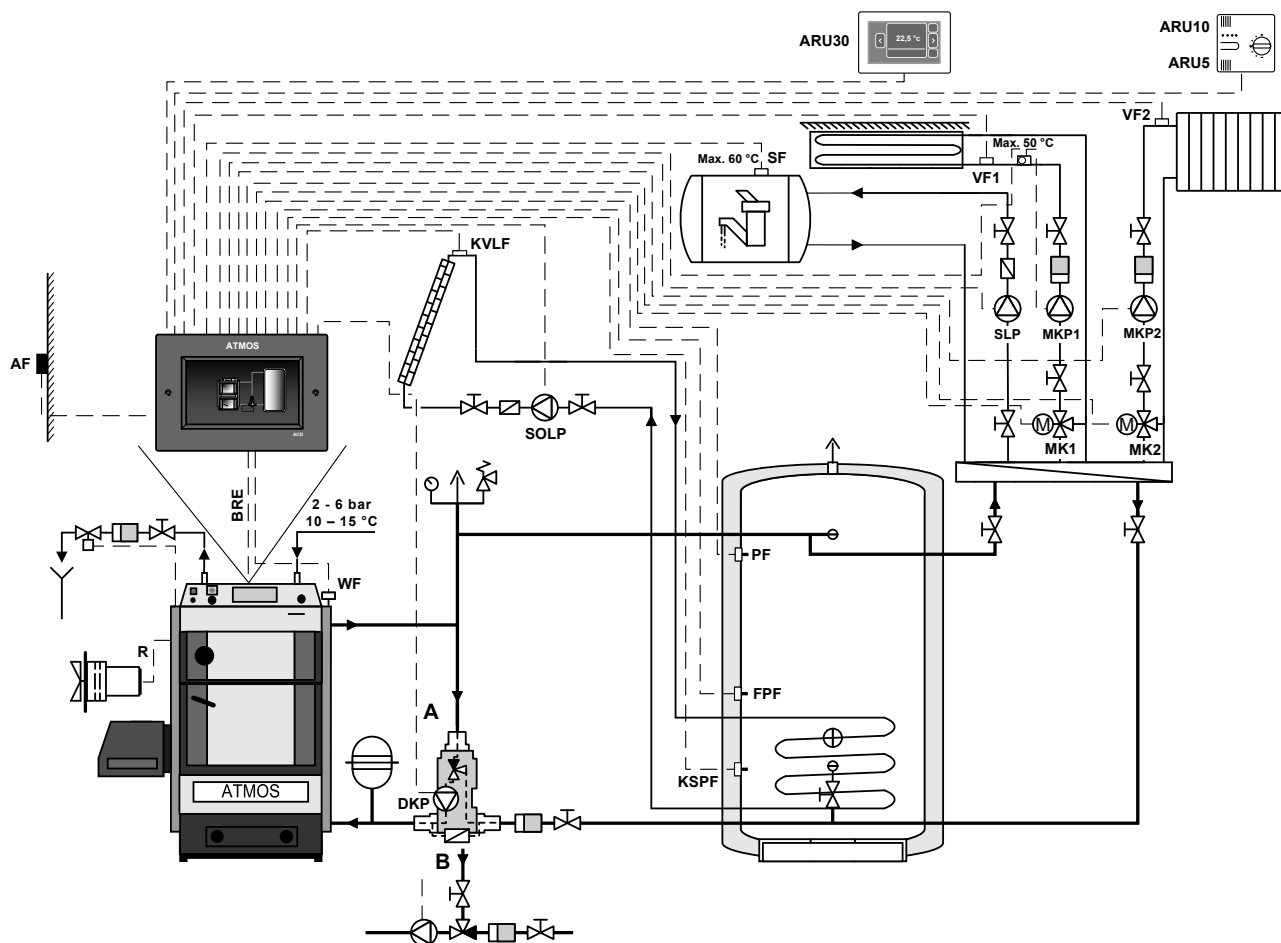 ARU30
22,5 °c
ARU10
ARU5
VF2
Max. 50 °C
Max. 60 °C
SF
VF1
KVLF
AF
ATMOS
ACD
SLP
MKP1
MKP2
SOLP
M
M
MK1
MK2
BRE
2 - 6 bar
10 – 15 °C
WF
PF
R
A
FPF
KSPF
ATMOS
DKP
B